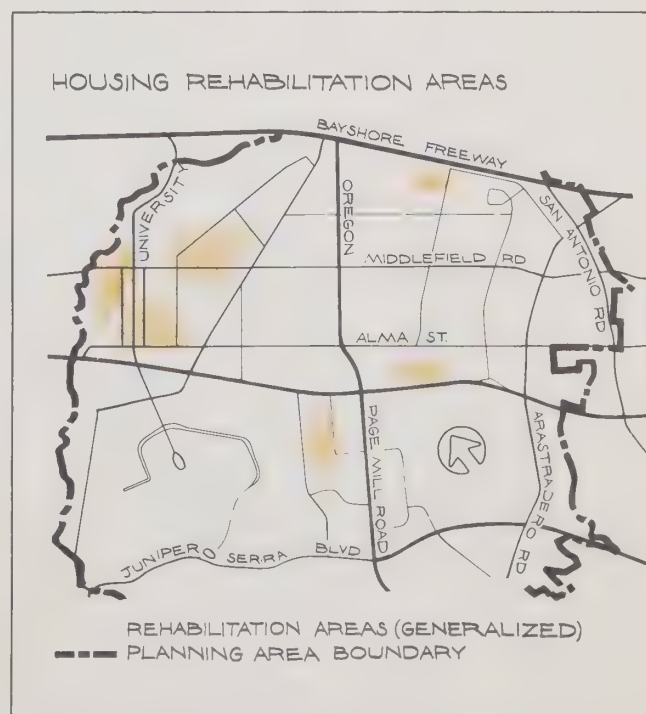 HOUSING REHABILITATION AREAS
BAYSHORE FREEWAY
UNIVERSITY
OREGON
SAN ANTONIO RD
MIDDLEFIELD RD
ALMA ST.
PAGE MILL ROAD
ARASTRADERO RD
JUNIPERO SERRA BLVD
REHABILITATION AREAS (GENERALIZED)
PLANNING AREA BOUNDARY